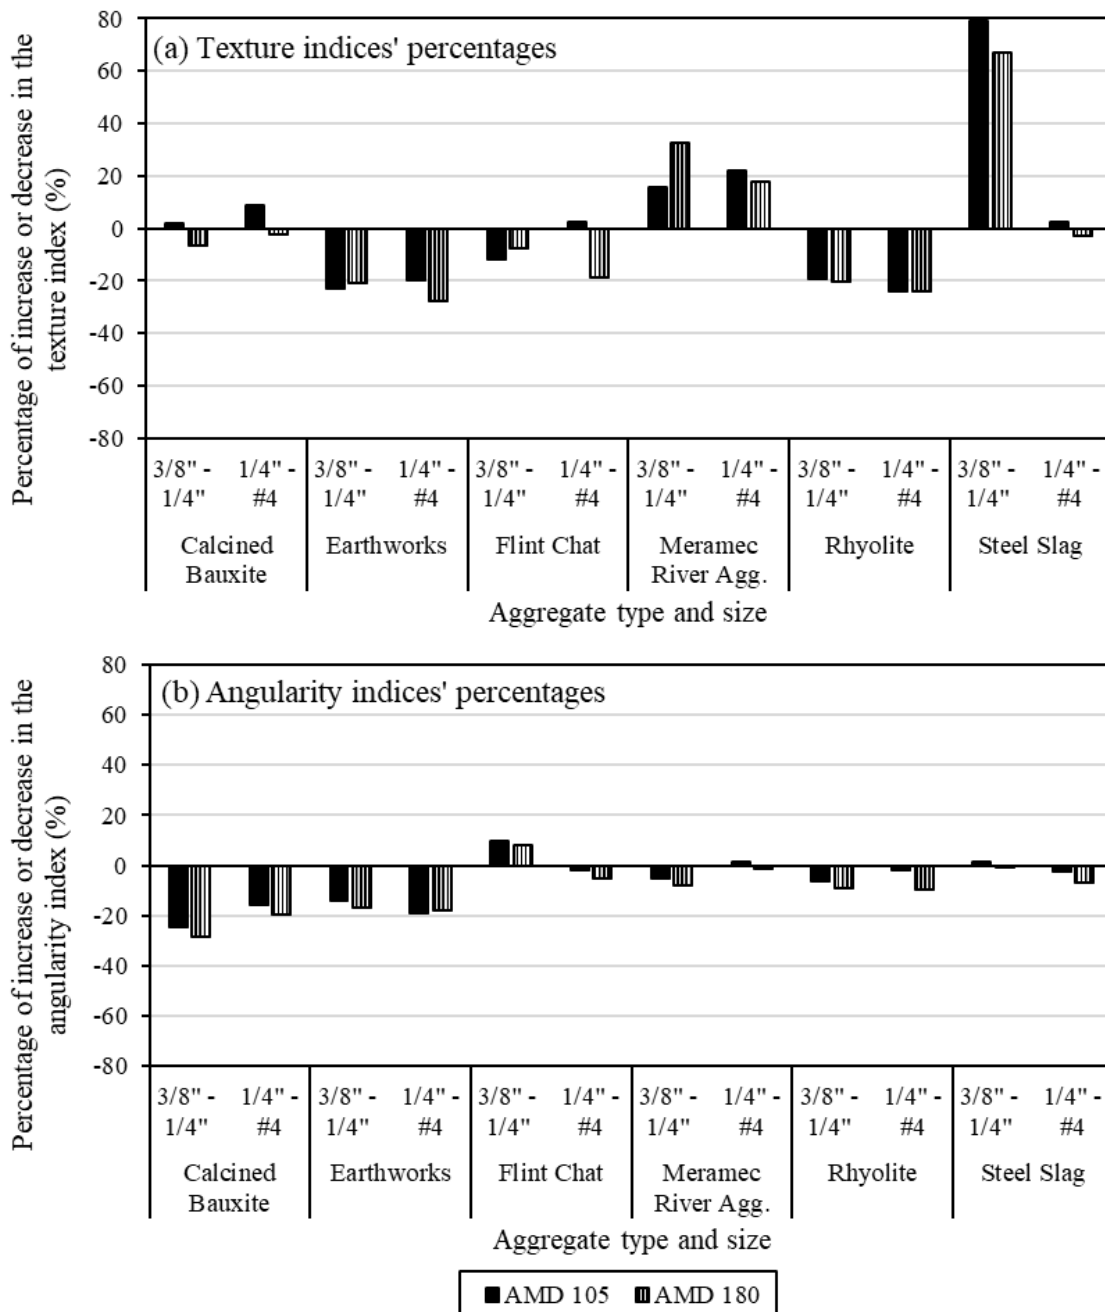 Percentage of increase or decrease in the
texture index (%)
(a) Texture indices' percentages
80
60
40
20
0
-20
-40
-60
-80
3/8" - 1/4" - 3/8" - 1/4" - 3/8" - 1/4" - 3/8" - 1/4" - 3/8" - 1/4" - 3/8" - 1/4" -
1/4" #4 1/4" #4 1/4" #4 1/4" #4 1/4" #4 1/4" #4
Calcined Earthworks Flint Chat Meramec Rhyolite Steel Slag
Bauxite River Agg.
Aggregate type and size
Percentage of increase or decrease in the
angularity index (%)
(b) Angularity indices' percentages
80
60
40
20
0
-20
-40
-60
-80
3/8" - 1/4" - 3/8" - 1/4" - 3/8" - 1/4" - 3/8" - 1/4" - 3/8" - 1/4" - 3/8" - 1/4" -
1/4" #4 1/4" #4 1/4" #4 1/4" #4 1/4" #4 1/4" #4
Calcined Earthworks Flint Chat Meramec Rhyolite Steel Slag
Bauxite River Agg.
Aggregate type and size
AMD 105 AMD 180